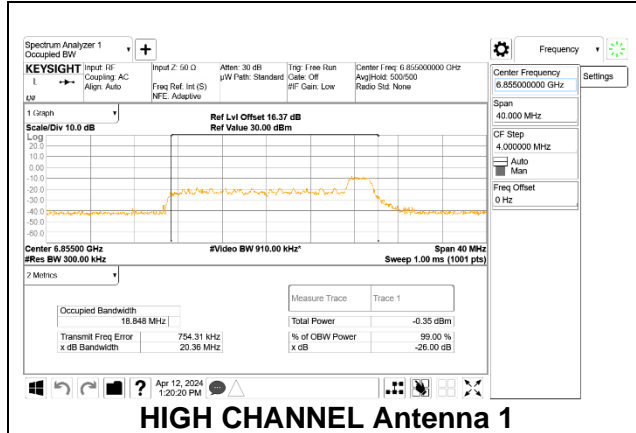 Spectrum Analyzer 1
Occupied BW
+
Frequency
KEYSIGHT Input: RF Input Z: 50 Ω Atten: 30 dB Trig: Free Run Center Freq: 6.855000000 GHz
L Coupling: AC µW Path: Standard Gate: Off Avg|Hold: 500/500
Align: Auto Freq Ref: Int (S) #IF Gain: Low Radio Std: None
NFE: Adaptive
Center Frequency
6.855000000 GHz
Settings
Span
40.000 MHz
CF Step
4.000000 MHz
Auto
Man
Freq Offset
0 Hz
1 Graph
Ref Lvl Offset 16.37 dB
Scale/Div 10.0 dB Ref Value 30.00 dBm
Log
20.0
10.0
0.00
-10.0
-20.0
-30.0
-40.0
-50.0
-60.0
Center 6.85500 GHz #Video BW 910.00 kHz* Span 40 MHz
#Res BW 300.00 kHz Sweep 1.00 ms (1001 pts)
2 Metrics
Measure Trace Trace 1
Occupied Bandwidth
18.848 MHz Total Power -0.35 dBm
Transmit Freq Error 754.31 kHz % of OBW Power 99.00 %
x dB Bandwidth 20.36 MHz x dB -26.00 dB
? Apr 12, 2024
1:20:20 PM
HIGH CHANNEL Antenna 1